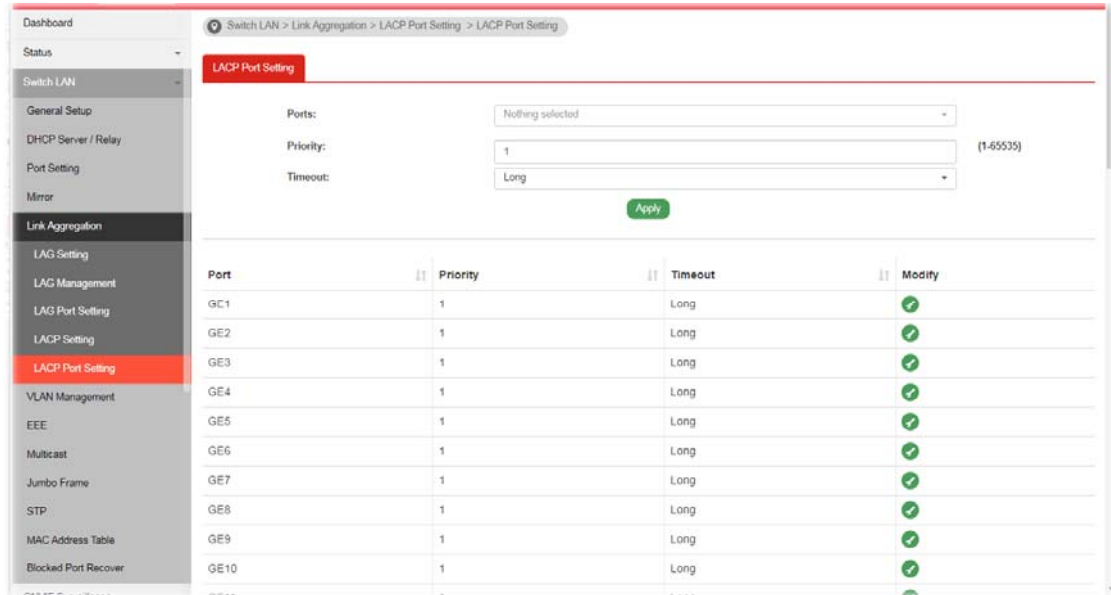 Dashboard
Status
Switch LAN
General Setup
DHCP Server / Relay
Port Setting
Mirror
Link Aggregation
LAG Setting
LAG Management
LAG Port Setting
LACP Setting
LACP Port Setting
VLAN Management
EEE
Multicast
Jumbo Frame
STP
MAC Address Table
Blocked Port Recover
Switch LAN > Link Aggregation > LACP Port Setting > LACP Port Setting
LACP Port Setting
Ports: Nothing selected
Priority: 1 (1-65535)
Timeout: Long
Apply
Port Priority Timeout Modify
GE1 1 Long
GE2 1 Long
GE3 1 Long
GE4 1 Long
GE5 1 Long
GE6 1 Long
GE7 1 Long
GE8 1 Long
GE9 1 Long
GE10 1 Long